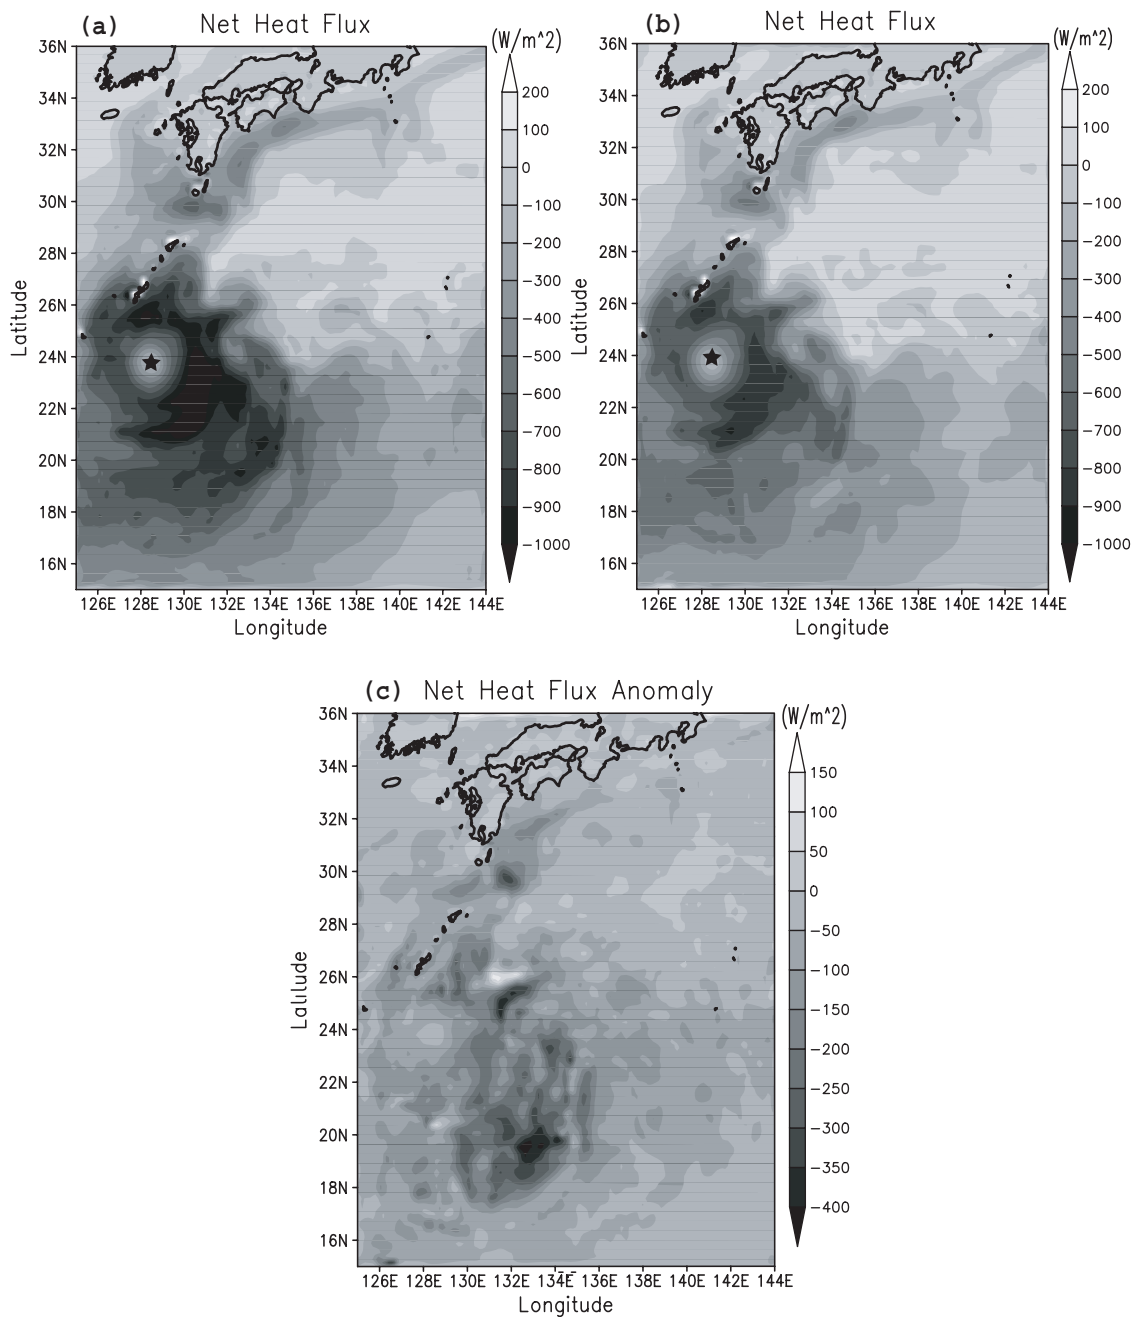 (a) Net Heat Flux
(W/m^2)
36N
34N
32N
30N
28N
26N
24N
22N
20N
18N
16N
Latitude
126E 128E 130E 132E 134E 136E 138E 140E 142E 144E
Longitude
200
100
0
-100
-200
-300
-400
-500
-600
-700
-800
-900
-1000
(b) Net Heat Flux
(W/m^2)
36N
34N
32N
30N
28N
26N
24N
22N
20N
18N
16N
Latitude
126E 128E 130E 132E 134E 136E 138E 140E 142E 144E
Longitude
200
100
0
-100
-200
-300
-400
-500
-600
-700
-800
-900
-1000
(c) Net Heat Flux Anomaly
(W/m^2)
36N
34N
32N
30N
28N
26N
24N
22N
20N
18N
16N
Latitude
126E 128E 130E 132E 134E 136E 138E 140E 142E 144E
Longitude
150
100
50
0
-50
-100
-150
-200
-250
-300
-350
-400